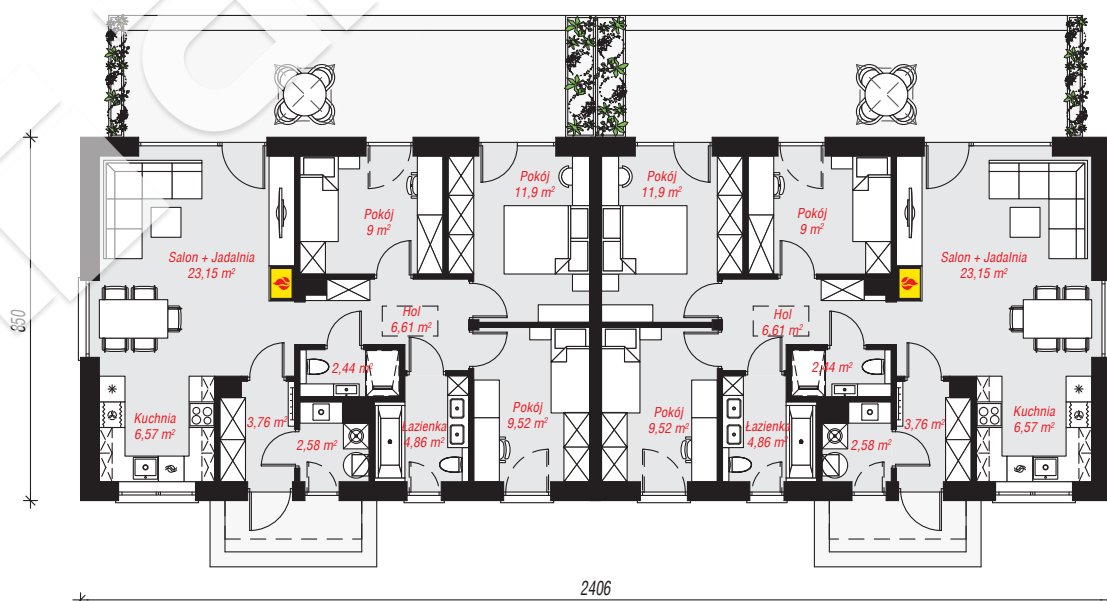 Pokój
11,9 m²
Pokój
11,9 m²
Pokój
9 m²
Pokój
9 m²
Salon + Jadalnia
23,15 m²
Salon + Jadalnia
23,15 m²
Hol
6,61 m²
Hol
6,61 m²
850
2,44 m²
2,44 m²
Kuchnia
6,57 m²
3,76 m²
2,58 m²
Łazienka
4,86 m²
Pokój
9,52 m²
Pokój
9,52 m²
Łazienka
4,86 m²
2,58 m²
3,76 m²
Kuchnia
6,57 m²
2406